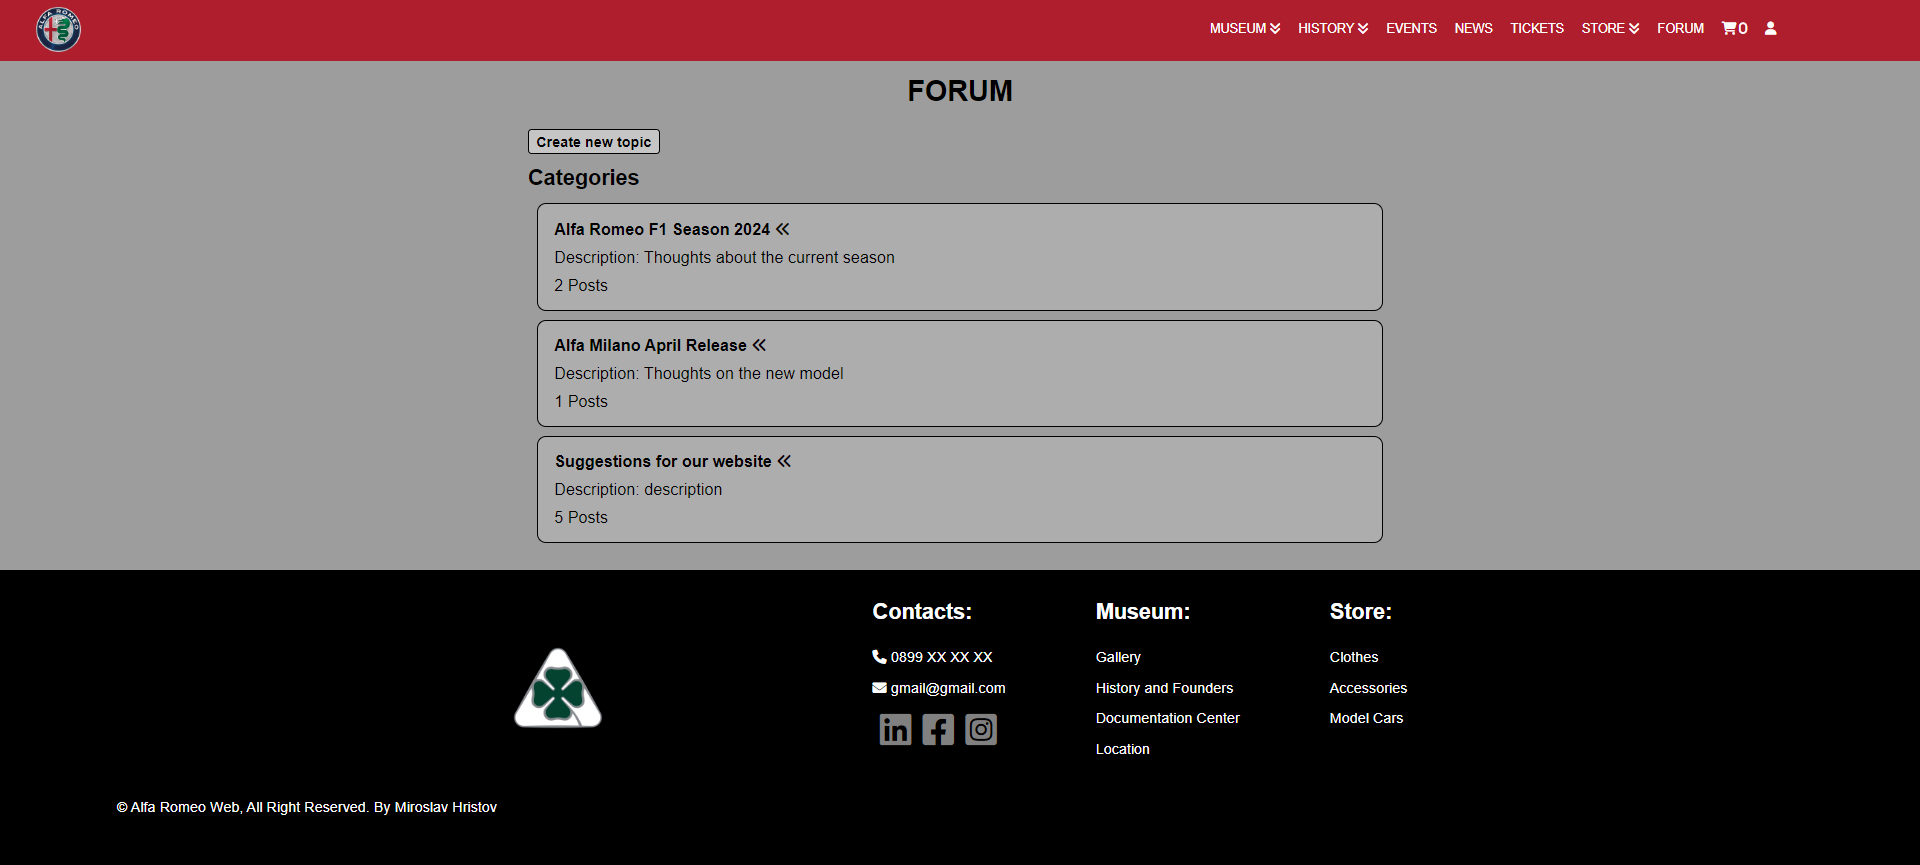 ALFA ROMEO
MUSEUM HISTORY EVENTS NEWS TICKETS STORE FORUM 0
FORUM
Create new topic
Categories
Alfa Romeo F1 Season 2024
Description: Thoughts about the current season
2 Posts
Alfa Milano April Release
Description: Thoughts on the new model
1 Posts
Suggestions for our website
Description: description
5 Posts
Contacts:
0899 XX XX XX
gmail@gmail.com
in
Museum:
Gallery
History and Founders
Documentation Center
Location
Store:
Clothes
Accessories
Model Cars
© Alfa Romeo Web, All Right Reserved. By Miroslav Hristov